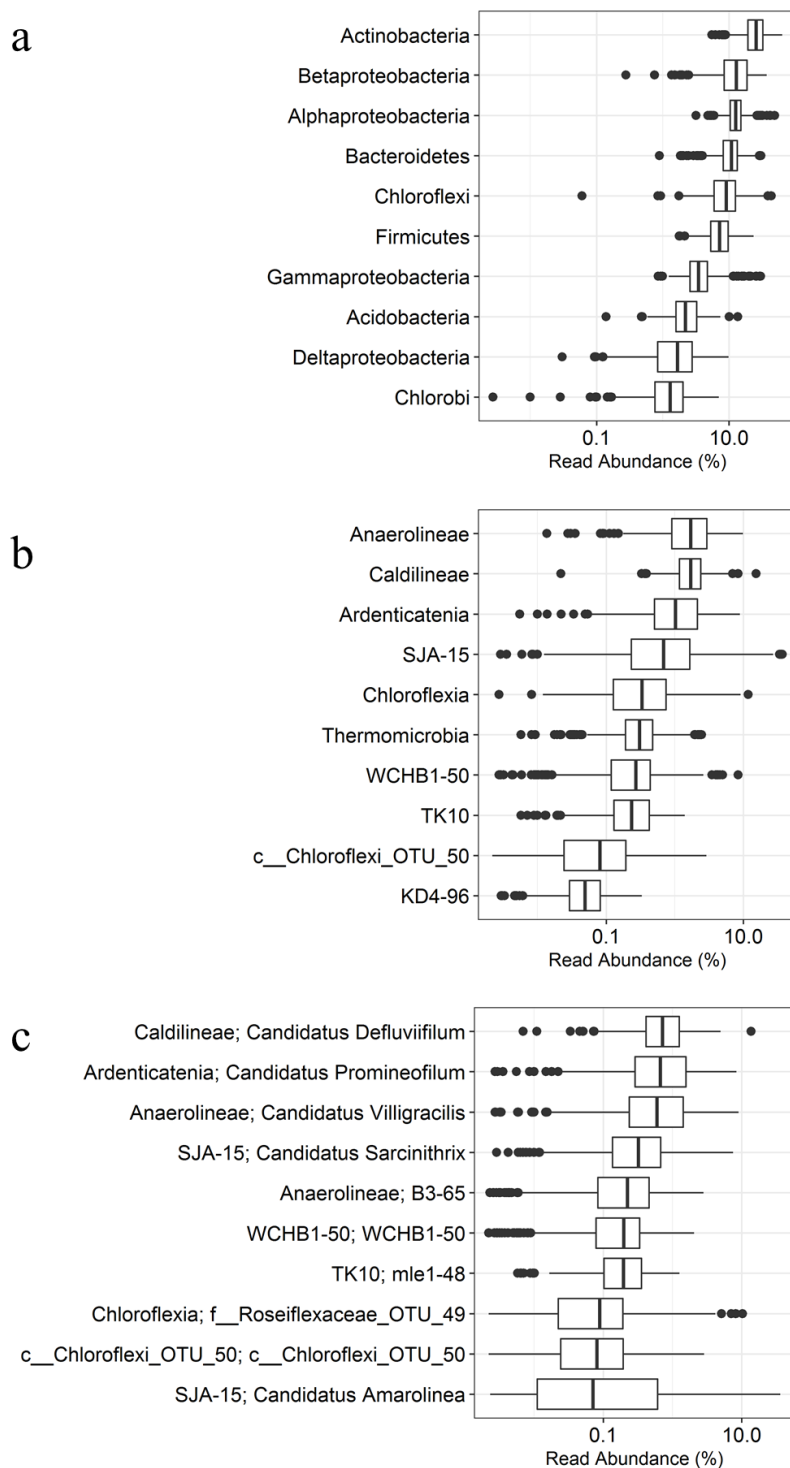 a
Actinobacteria
Betaproteobacteria
Alphaproteobacteria
Bacteroidetes
Chloroflexi
Firmicutes
Gammaproteobacteria
Acidobacteria
Deltaproteobacteria
Chlorobi
0.1 10.0
Read Abundance (%)
b
Anaerolineae
Caldilineae
Ardenticatenia
SJA-15
Chloroflexia
Thermomicrobia
WCHB1-50
TK10
c__Chloroflexi_OTU_50
KD4-96
0.1 10.0
Read Abundance (%)
c
Caldilineae; Candidatus Defluviifilum
Ardenticatenia; Candidatus Promineofilum
Anaerolineae; Candidatus Villigracilis
SJA-15; Candidatus Sarcinithrix
Anaerolineae; B3-65
WCHB1-50; WCHB1-50
TK10; mle1-48
Chloroflexia; f__Roseiflexaceae_OTU_49
c__Chloroflexi_OTU_50; c__Chloroflexi_OTU_50
SJA-15; Candidatus Amarolinea
0.1 10.0
Read Abundance (%)